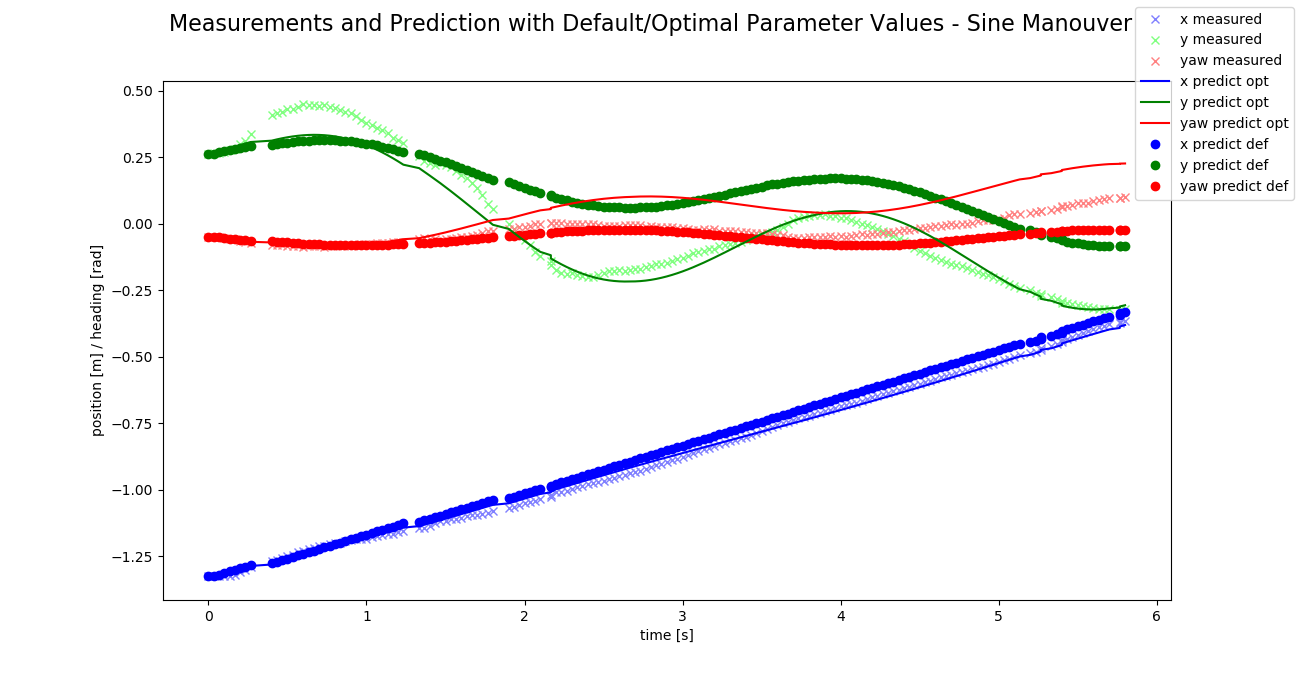 Measurements and Prediction with Default/Optimal Parameter Values - Sine Manouver
x measured
y measured
yaw measured
x predict opt
y predict opt
yaw predict opt
x predict def
y predict def
yaw predict def
0.50
0.25
0.00
−0.25
−0.50
−0.75
−1.00
−1.25
position [m] / heading [rad]
0 1 2 3 4 5 6
time [s]